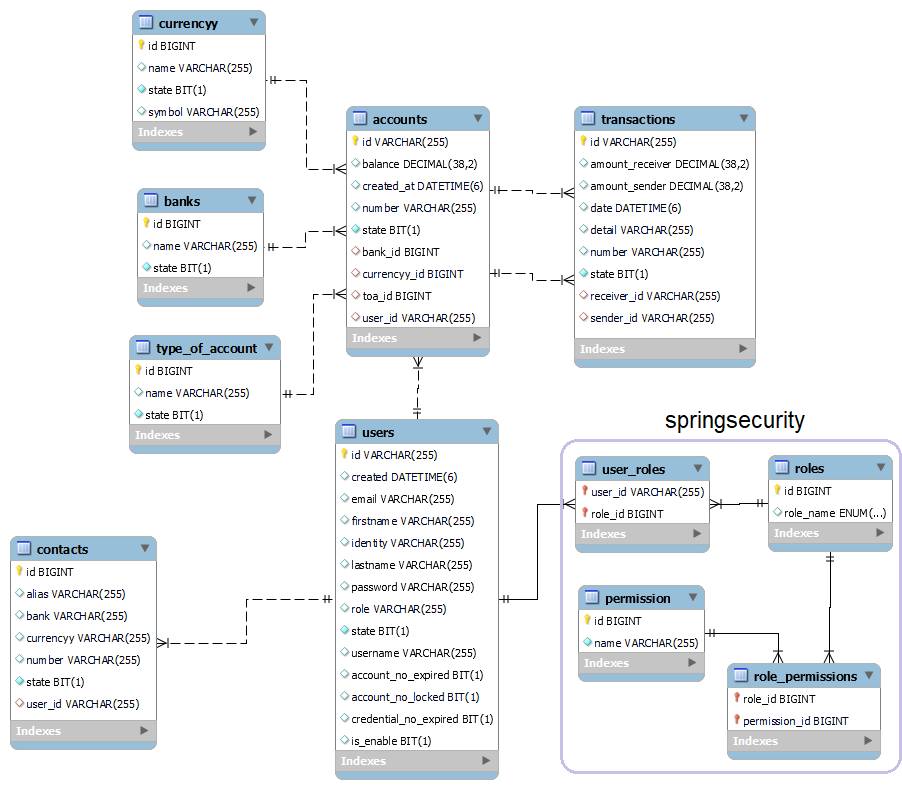 currencyy
id BIGINT
name VARCHAR(255)
state BIT(1)
symbol VARCHAR(255)
Indexes
banks
id BIGINT
name VARCHAR(255)
state BIT(1)
Indexes
type_of_account
id BIGINT
name VARCHAR(255)
state BIT(1)
Indexes
accounts
id VARCHAR(255)
balance DECIMAL(38,2)
created_at DATETIME(6)
number VARCHAR(255)
state BIT(1)
bank_id BIGINT
currencyy_id BIGINT
toa_id BIGINT
user_id VARCHAR(255)
Indexes
transactions
id VARCHAR(255)
amount_receiver DECIMAL(38,2)
amount_sender DECIMAL(38,2)
date DATETIME(6)
detail VARCHAR(255)
number VARCHAR(255)
state BIT(1)
receiver_id VARCHAR(255)
sender_id VARCHAR(255)
Indexes
contacts
id BIGINT
alias VARCHAR(255)
bank VARCHAR(255)
currencyy VARCHAR(255)
number VARCHAR(255)
state BIT(1)
user_id VARCHAR(255)
Indexes
users
id VARCHAR(255)
created DATETIME(6)
email VARCHAR(255)
firstname VARCHAR(255)
identity VARCHAR(255)
lastname VARCHAR(255)
password VARCHAR(255)
role VARCHAR(255)
state BIT(1)
username VARCHAR(255)
account_no_expired BIT(1)
account_no_locked BIT(1)
credential_no_expired BIT(1)
is_enable BIT(1)
Indexes
springsecurity
user_roles
user_id VARCHAR(255)
role_id BIGINT
Indexes
roles
id BIGINT
role_name ENUM(...)
Indexes
permission
id BIGINT
name VARCHAR(255)
Indexes
role_permissions
role_id BIGINT
permission_id BIGINT
Indexes